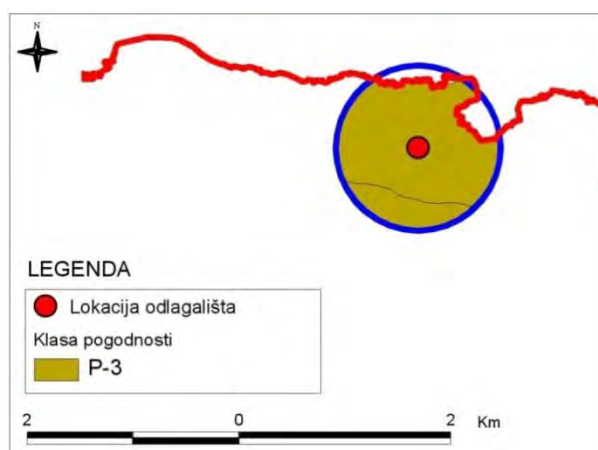 N
LEGENDA
Lokacija odlagališta
Klasa pogodnosti
P-3
2 0 2 Km